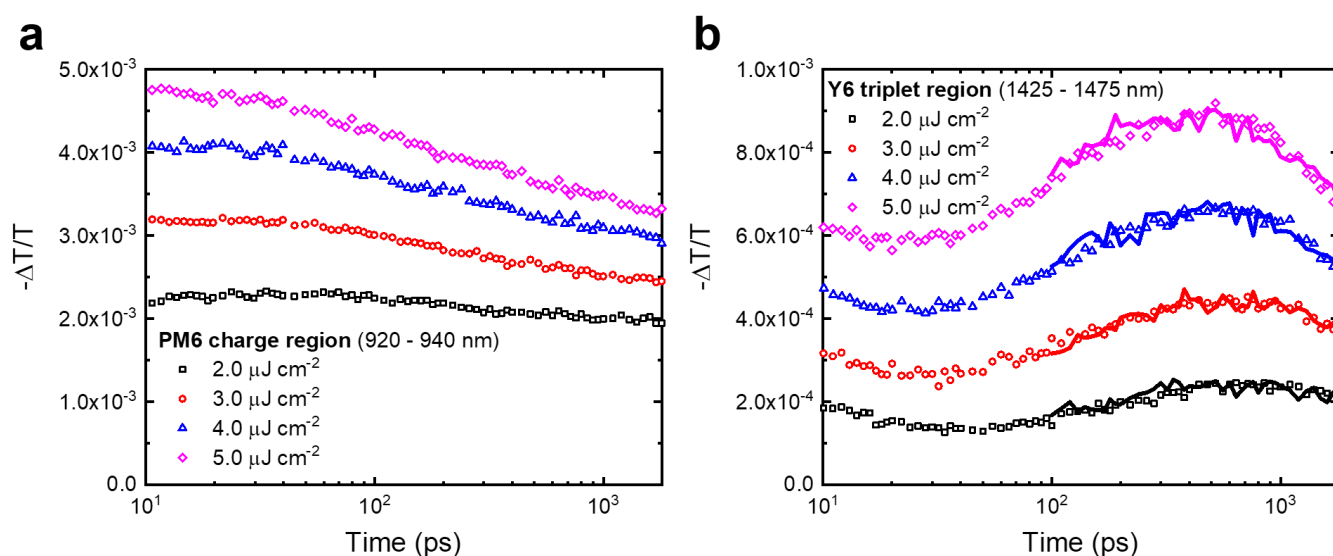 a
5.0x10⁻³
4.0x10⁻³
3.0x10⁻³
2.0x10⁻³
1.0x10⁻³
0.0
-ΔT/T
PM6 charge region (920 - 940 nm)
2.0 μJ cm⁻²
3.0 μJ cm⁻²
4.0 μJ cm⁻²
5.0 μJ cm⁻²
10¹
10²
10³
Time (ps)
b
1.0x10⁻³
8.0x10⁻⁴
6.0x10⁻⁴
4.0x10⁻⁴
2.0x10⁻⁴
0.0
-ΔT/T
Y6 triplet region (1425 - 1475 nm)
2.0 μJ cm⁻²
3.0 μJ cm⁻²
4.0 μJ cm⁻²
5.0 μJ cm⁻²
10¹
10²
10³
Time (ps)